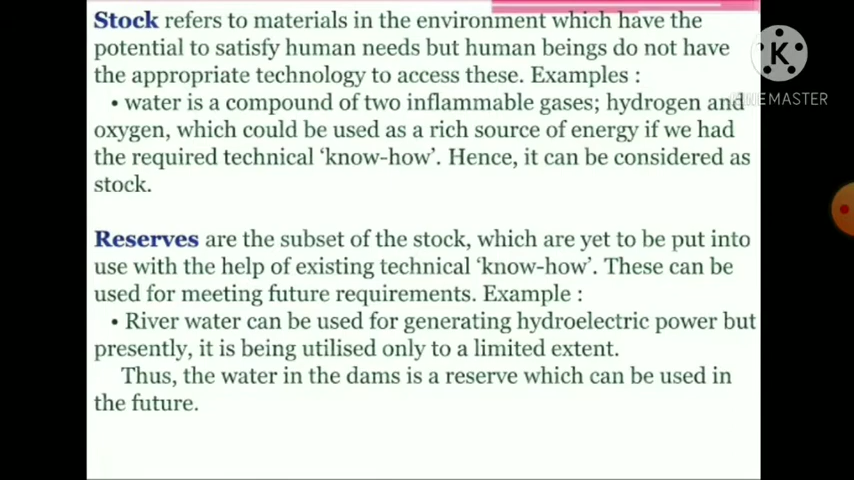 Stock refers to materials in the environment which have the
potential to satisfy human needs but human beings do not have
the appropriate technology to access these. Examples :
• water is a compound of two inflammable gases; hydrogen and
oxygen, which could be used as a rich source of energy if we had
the required technical ‘know-how’. Hence, it can be considered as
stock.
Reserves are the subset of the stock, which are yet to be put into
use with the help of existing technical ‘know-how’. These can be
used for meeting future requirements. Example :
• River water can be used for generating hydroelectric power but
presently, it is being utilised only to a limited extent.
Thus, the water in the dams is a reserve which can be used in
the future.
K
NEMASTER